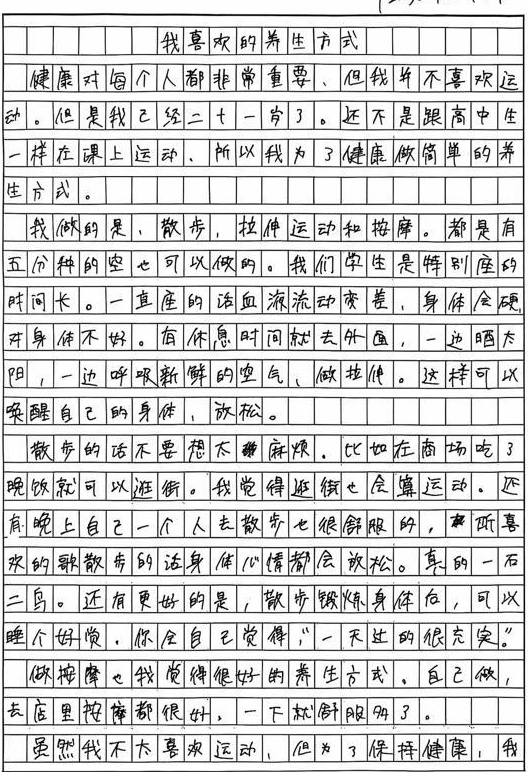 我喜欢的养生方式
健康对每个人都非常重要、但我并不喜欢运
动。但是我已经二十一岁了。还不是跟高中生
一样在课上运动、所以我为了健康做简单的养
生方式。
我做的是、散步,拉伸运动和按摩。都是有
五分种的空也可以做的。我们学生是特别座的
时间长。一直座的话血液流动变差,身体会硬,
对身体不好。有休息时间就去外面,一边晒太
阳,一边呼吸新鲜的空气、做拉伸。这样可以
唤醒自己的身体,放松。
散步的话不要想太麻烦.比如在商场吃了
晚饭就可以逛街。我觉得逛街也会算运动。还
有晚上自己一个人去散步也很舒服的,听喜
欢的歌散步的话身体心情都会放松。真的一石
二鸟。还有更好的是,散步锻炼身体后,可以
睡个好觉.你会自己觉得,"一天过的很充实。"
做按摩也我觉得很好的养生方式.自己做,
去店里按摩都很好,一下就舒服多了。
虽然我不太喜欢运动、但为了保持健康,我